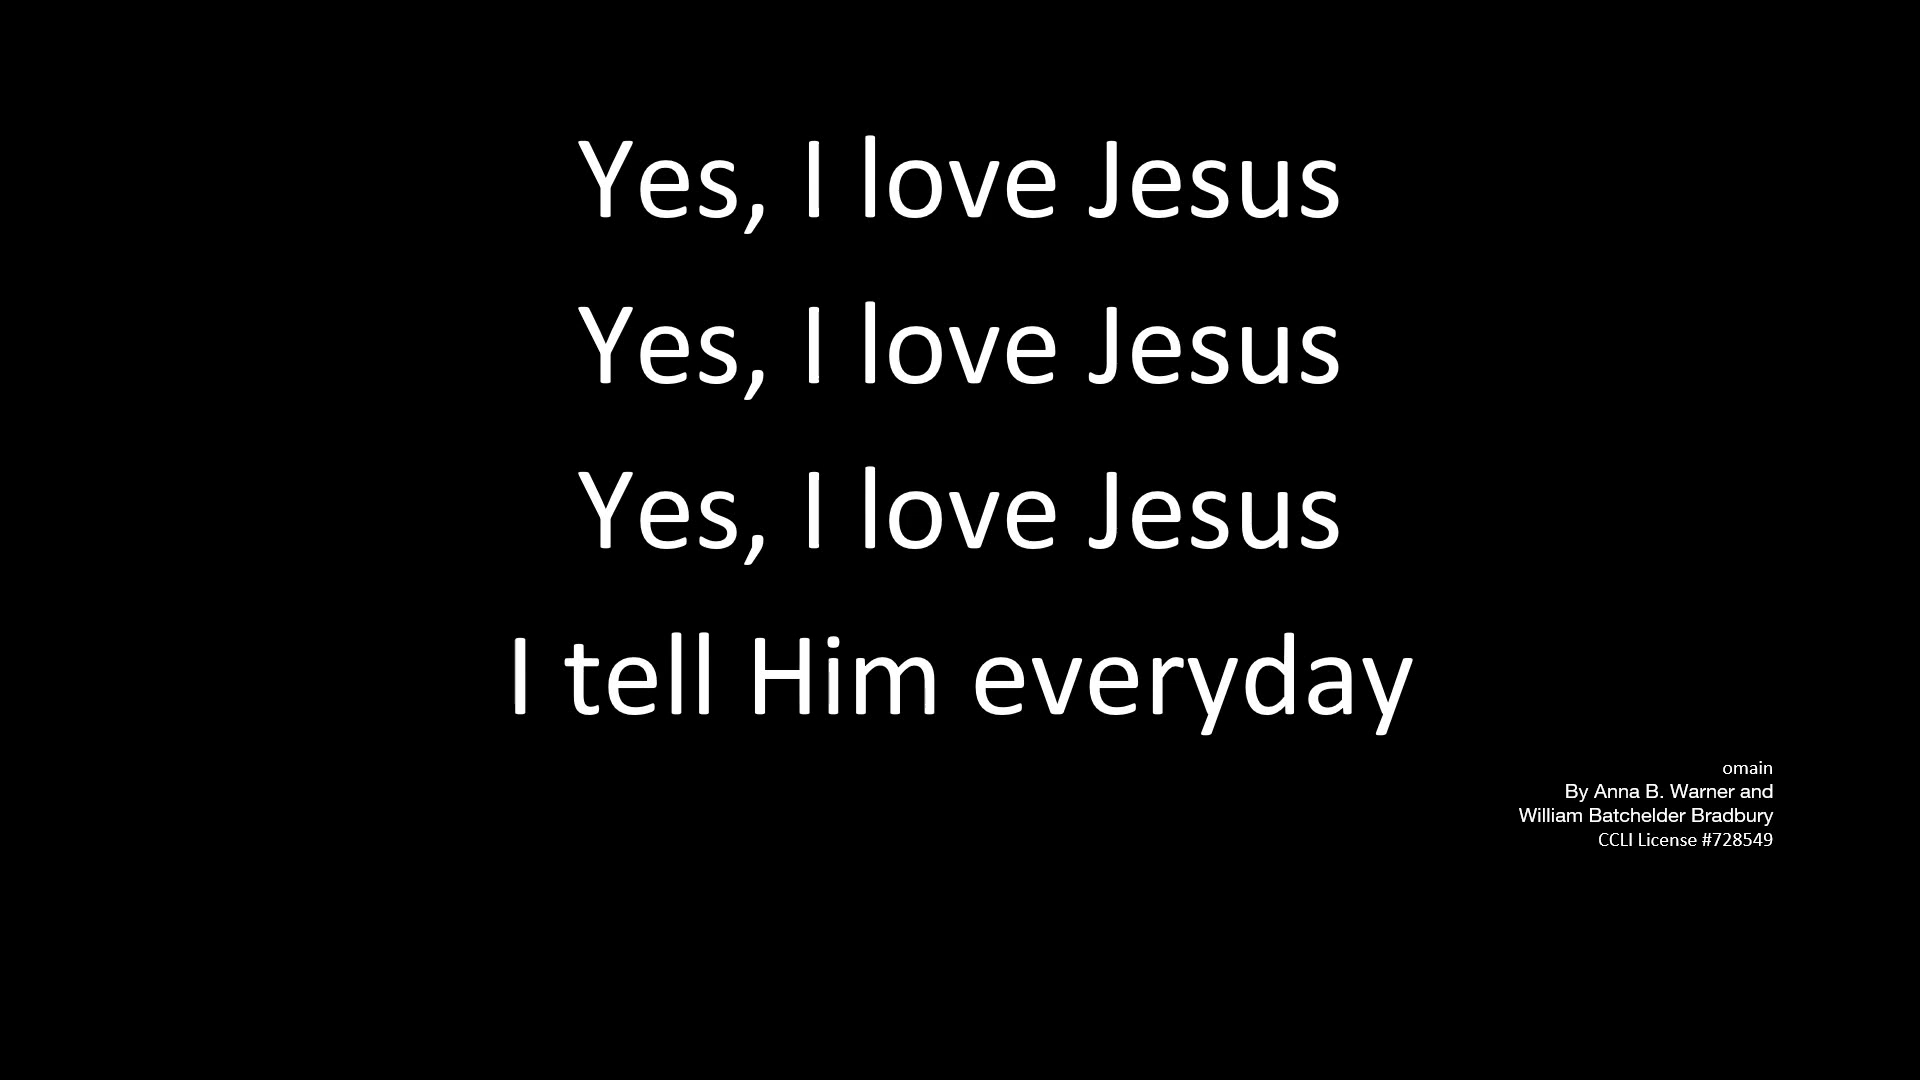 Yes, I love Jesus
Yes, I love Jesus
Yes, I love Jesus
I tell Him everyday
omain
By Anna B. Warner and
William Batchelder Bradbury
CCLI License #728549